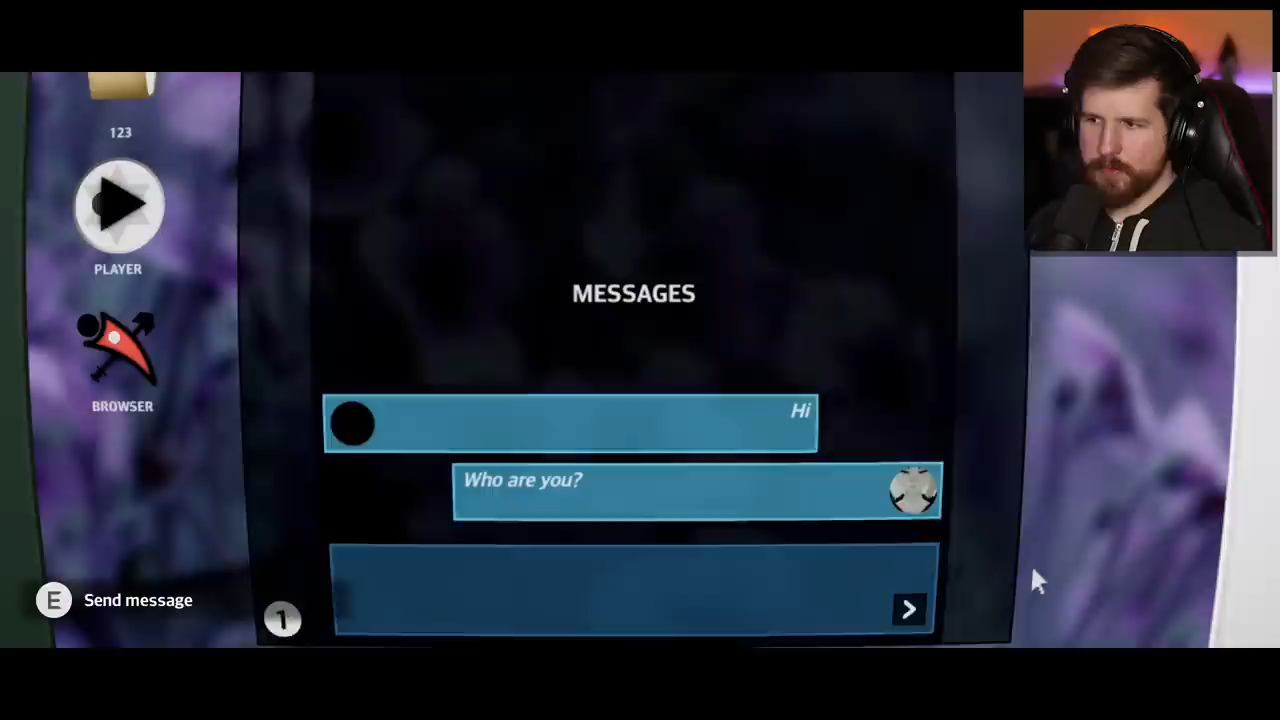 123
PLAYER
BROWSER
MESSAGES
Hi
Who are you?
E Send message
1